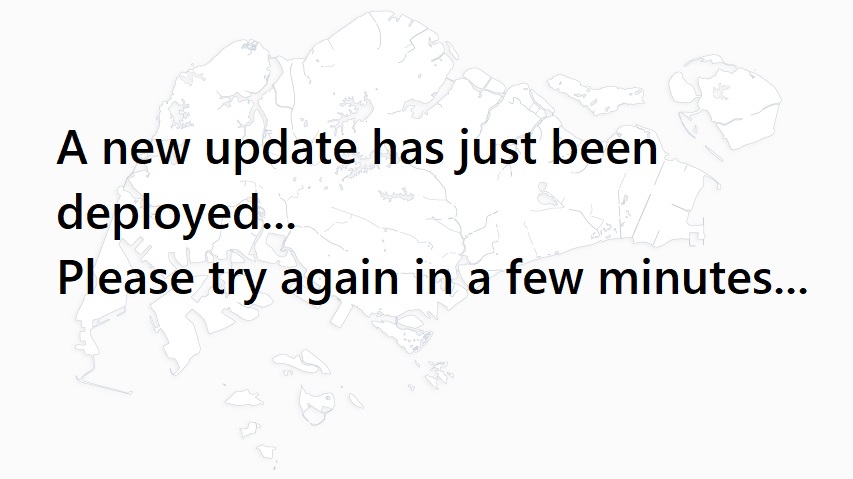 A new update has just been
deployed...
Please try again in a few minutes...